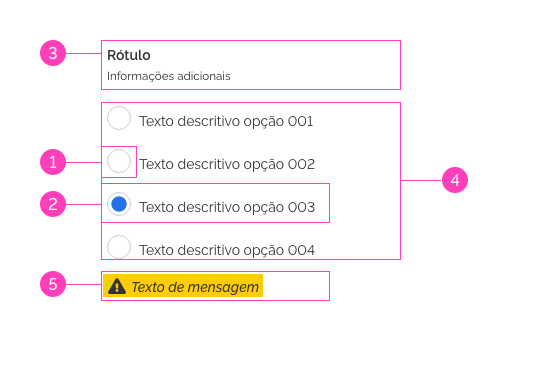 3
Rótulo
Informações adicionais
Texto descritivo opção 001
1
Texto descritivo opção 002
4
2
Texto descritivo opção 003
Texto descritivo opção 004
5
Texto de mensagem